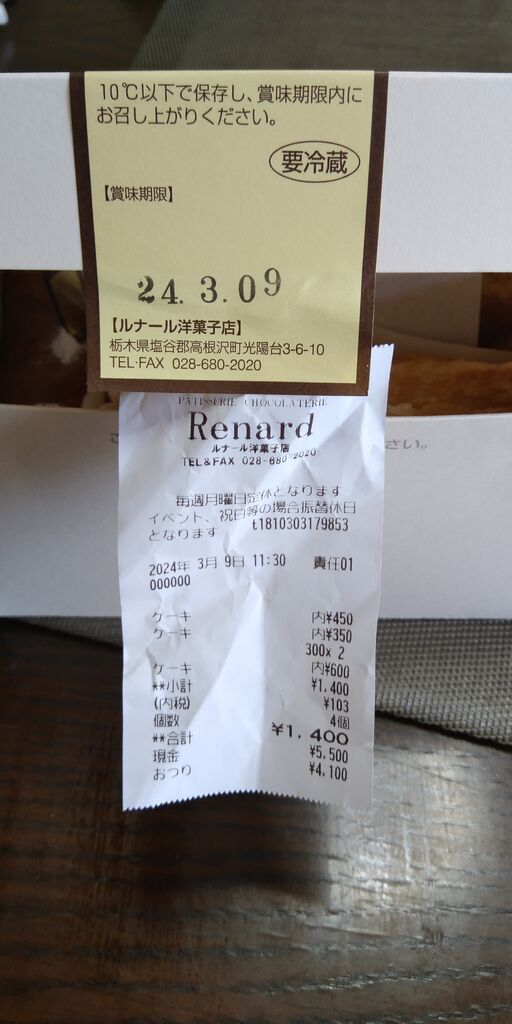 10℃以下で保存し、賞味期限内に
お召し上がりください。
要冷蔵
【賞味期限】
24.3.09
【ルナール洋菓子店】
栃木県塩谷郡高根沢町光陽台3-6-10
TEL·FAX 028-680-2020
PATISSERIE CHOCOLATERIE
Renard
ルナール洋菓子店
TEL&FAX 028-680-2020
さい。
毎週月曜日定休となります
イベント、祝日等の場合振替休日
となります t1810303179853
2024年 3月 9日 11:30 責任01
000000
ケーキ 内¥450
ケーキ 内¥350
300x 2
ケーキ 内¥600
**小計 ¥1,400
(内税) ¥103
個数 4個
**合計 ¥1,400
現金 ¥5,500
おつり ¥4,100